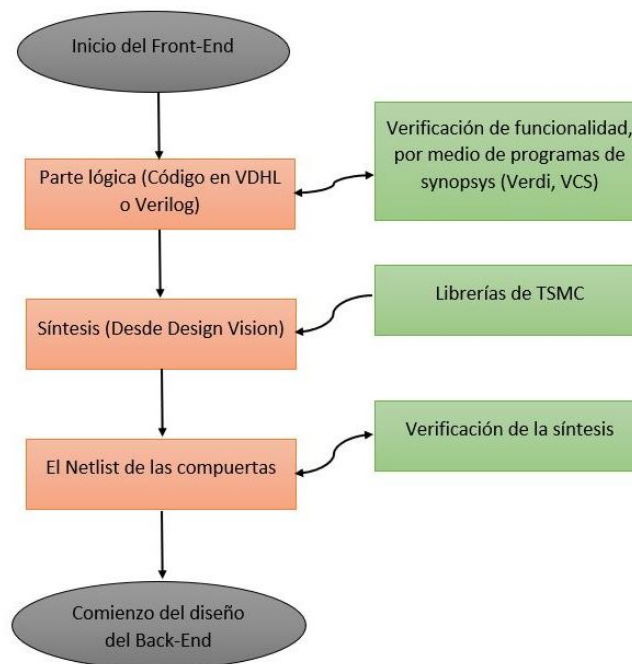 Inicio del Front-End
Verificación de funcionalidad,
por medio de programas de
synopsys (Verdi, VCS)
Parte lógica (Código en VDHL
o Verilog)
Librerías de TSMC
Síntesis (Desde Design Vision)
Verificación de la síntesis
El Netlist de las compuertas
Comienzo del diseño
del Back-End